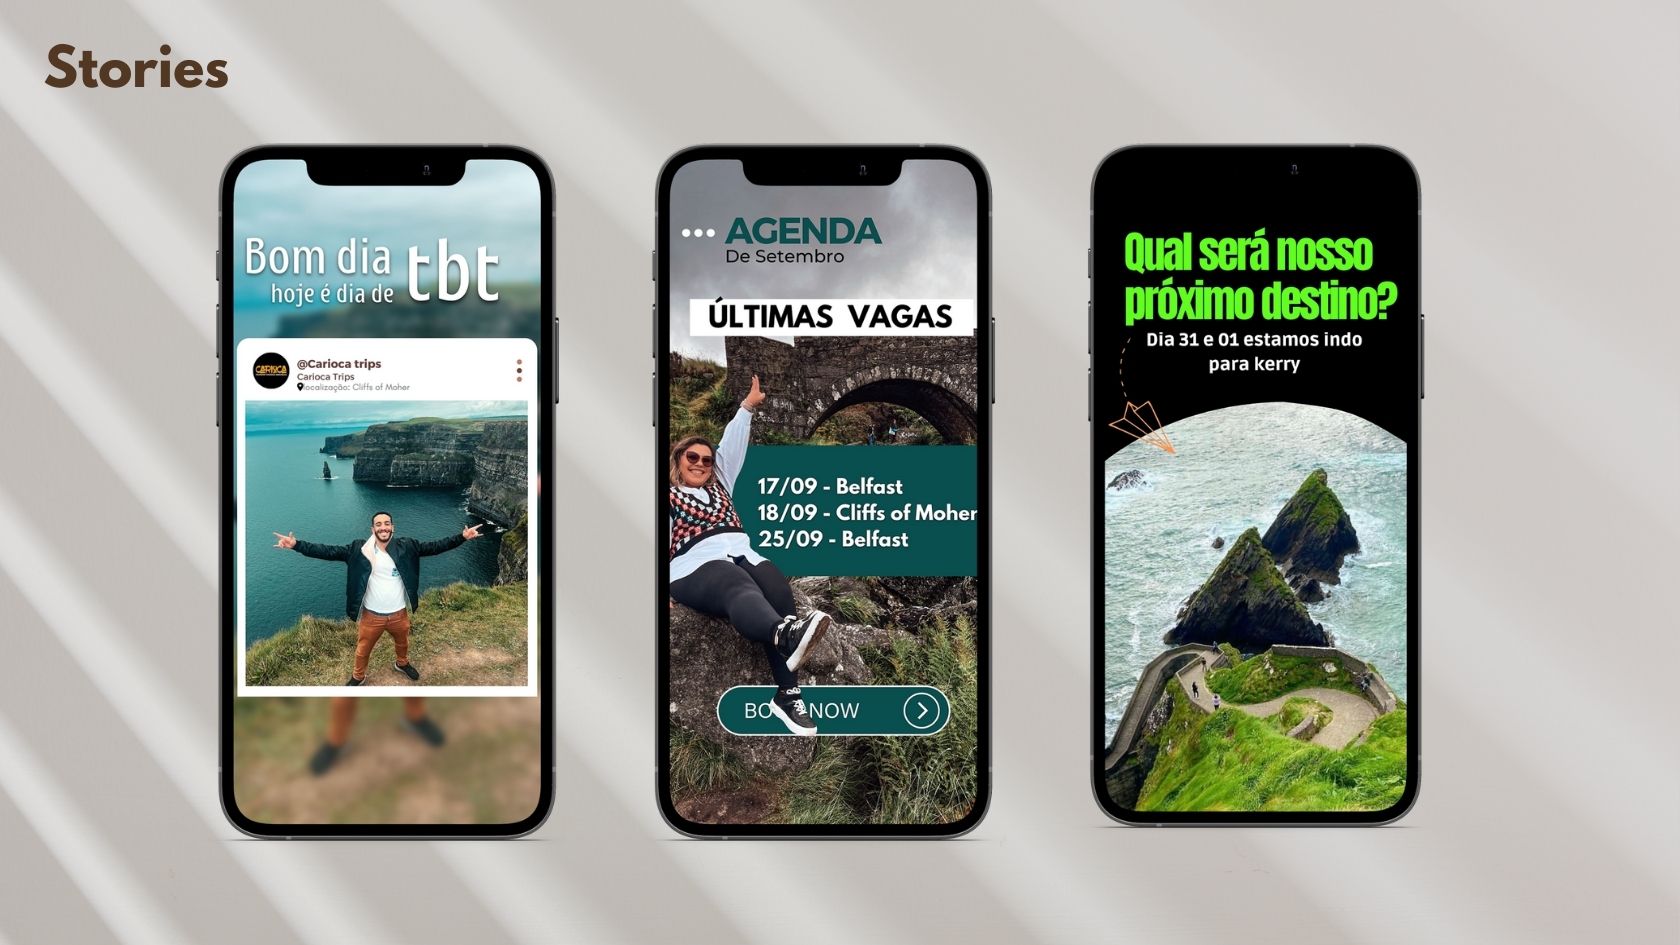 Stories
Bom dia
hoje é dia de
tbt
CARIOCA
@Carioca trips
Carioca Trips
localização: Cliffs of Moher
AGENDA
De Setembro
ÚLTIMAS VAGAS
17/09 - Belfast
18/09 - Cliffs of Moher
25/09 - Belfast
BO NOW
Qual será nosso
próximo destino?
Dia 31 e 01 estamos indo
para kerry